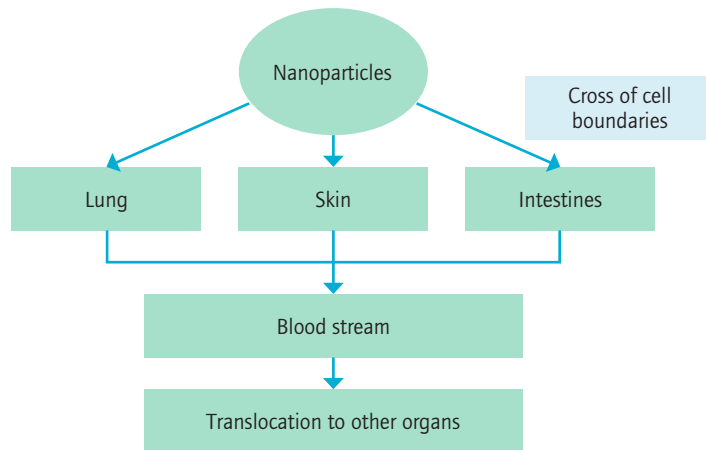 Nanoparticles
Cross of cell
boundaries
Lung
Skin
Intestines
Blood stream
Translocation to other organs